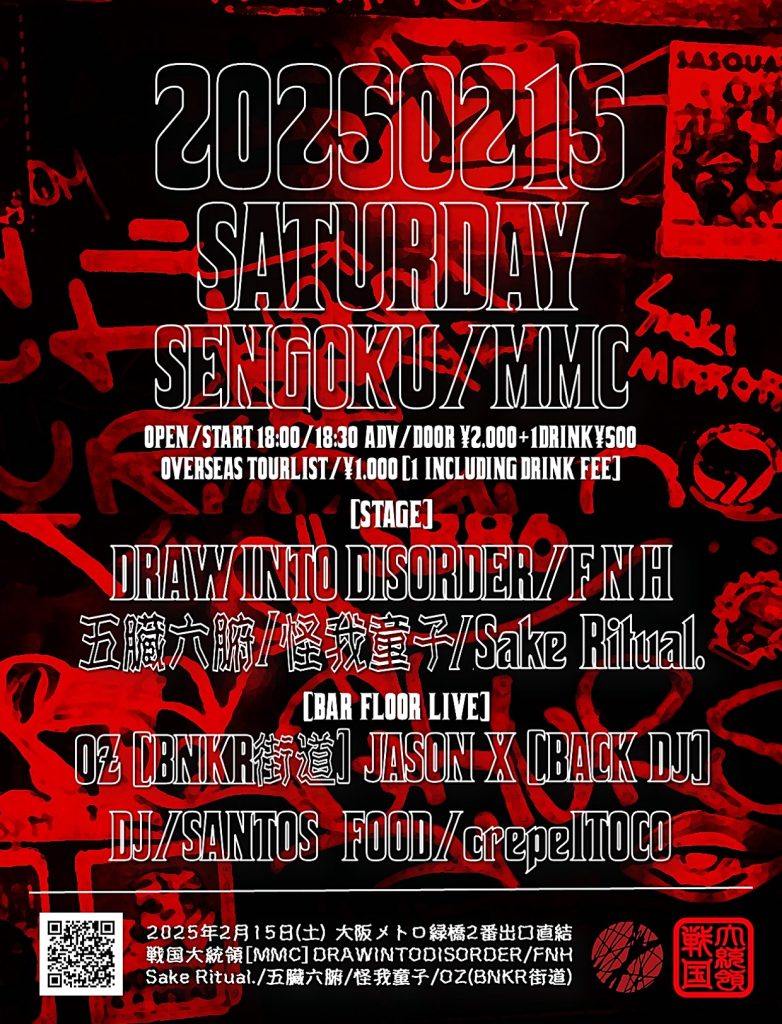 20250215
SATURDAY
SENGOKU/MMC
OPEN/START 18:00/18:30 ADV/DOOR ¥2.000+1DRINK¥500
OVERSEAS TOURLIST/¥1.000[1 INCLUDING DRINK FEE]
[STAGE]
DRAW INTO DISORDER/F N H
五臓六腑/怪我童子/Sake Ritual.
[BAR FLOOR LIVE]
OZ [BNKR街道] JASON X [BACK DJ]
DJ/SANTOS FOOD/crepeITOCO
2025年2月15日(土) 大阪メトロ緑橋2番出口直結
戦国大統領[MMC] DRAWINTODISORDER/FNH
Sake Ritual./五臓六腑/怪我童子/OZ(BNKR街道)
大統領
戦国
SASQUA